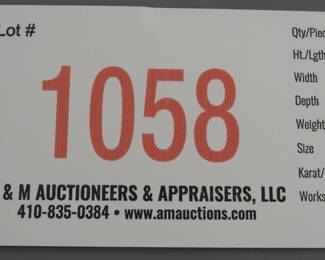 Lot #
1058
& M AUCTIONEERS & APPRAISERS, LLC
410-835-0384 • www.amauctions.com
Qty/Piec
Ht./Lgth
Width
Depth
Weight
Size
Karat/
Works